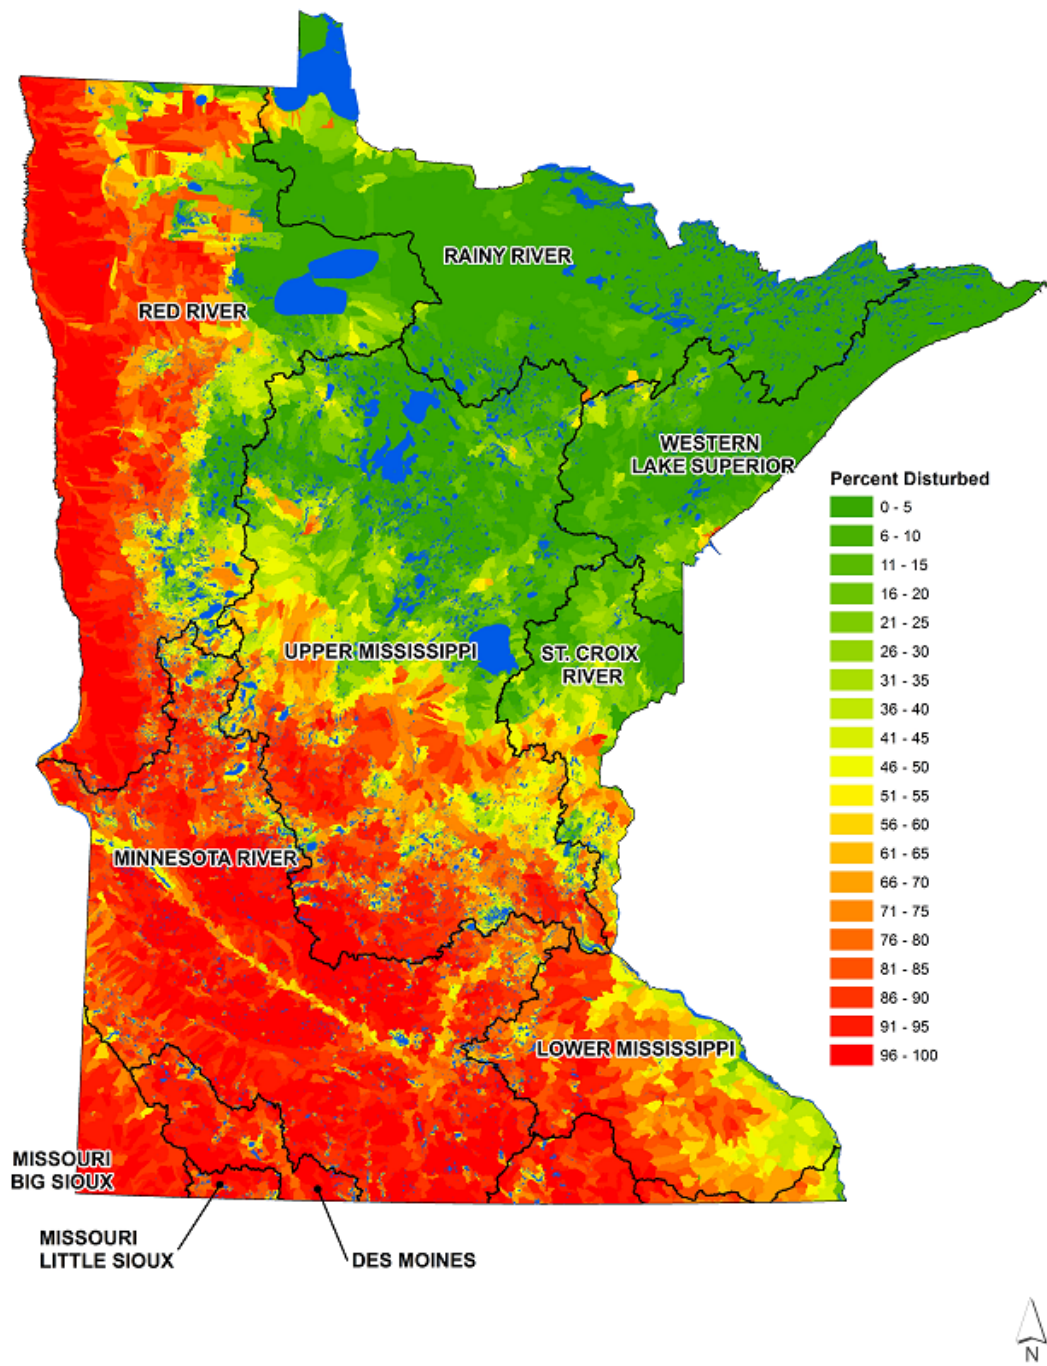 RAINY RIVER
RED RIVER
WESTERN
LAKE SUPERIOR
Percent Disturbed
0 - 5
6 - 10
11 - 15
16 - 20
21 - 25
26 - 30
31 - 35
36 - 40
41 - 45
46 - 50
51 - 55
56 - 60
61 - 65
66 - 70
71 - 75
76 - 80
81 - 85
86 - 90
91 - 95
96 - 100
UPPER MISSISSIPPI
ST. CROIX
RIVER
MINNESOTA RIVER
LOWER MISSISSIPPI
MISSOURI
BIG SIOUX
MISSOURI
LITTLE SIOUX
DES MOINES
N